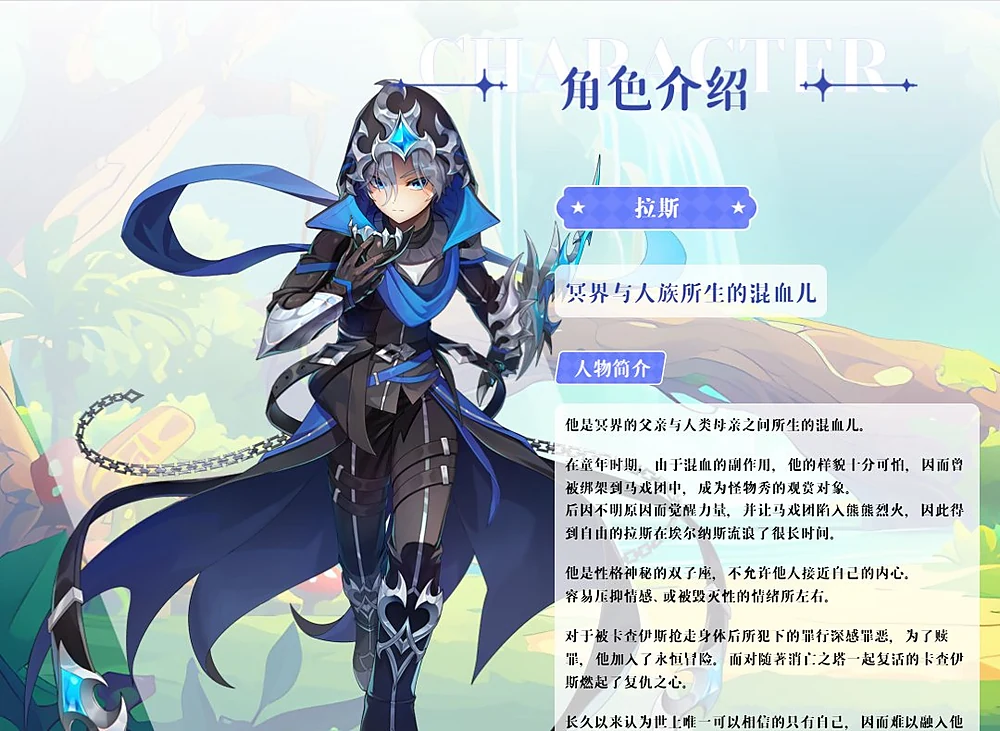 CHARACTER
角色介绍
拉斯
冥界与人族所生的混血儿
人物简介
他是冥界的父亲与人类母亲之间所生的混血儿。
在童年时期，由于混血的副作用，他的样貌十分可怕，因而曾
被绑架到马戏团中，成为怪物秀的观赏对象。
后因不明原因而觉醒力量，并让马戏团陷入熊熊烈火，因此得
到自由的拉斯在埃尔纳斯流浪了很长时间。
他是性格神秘的双子座，不允许他人接近自己的内心。
容易压抑情感、或被毁灭性的情绪所左右。
对于被卡查伊斯抢走身体后所犯下的罪行深感罪恶，为了赎
罪，他加入了永恒冒险。而对随著消亡之塔一起复活的卡查伊
斯燃起了复仇之心。
长久以来认为世上唯一可以相信的只有自己，因而难以融入他